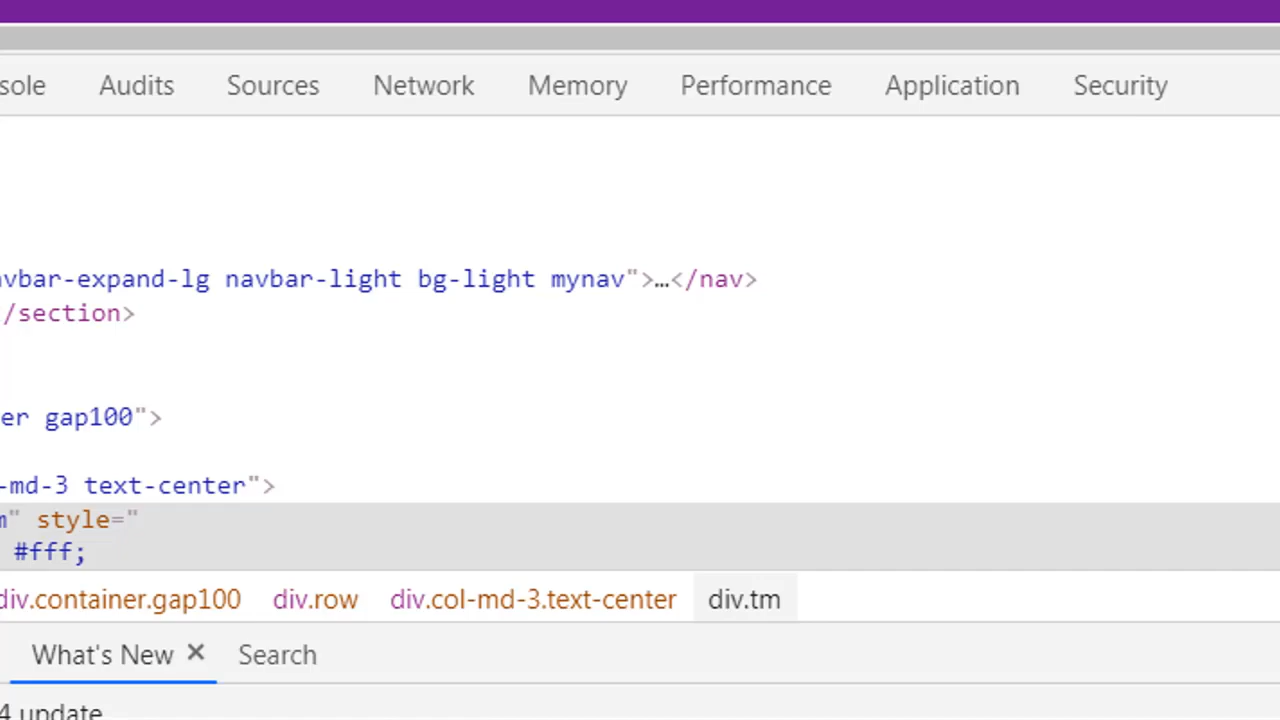 sole Audits Sources Network Memory Performance Application Security
avbar-expand-lg navbar-light bg-light mynav">…</nav>
/section>
er gap100">
-md-3 text-center">
m" style="
#fff;
div.container.gap100 div.row div.col-md-3.text-center div.tm
What's New × Search
4 update